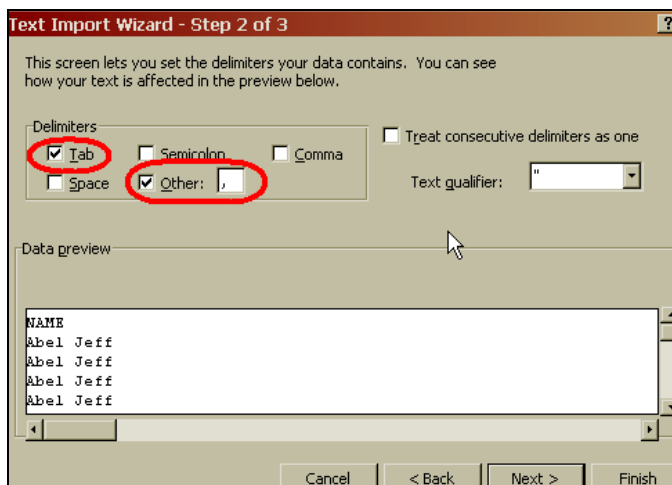 Text Import Wizard - Step 2 of 3 ?
This screen lets you set the delimiters your data contains. You can see
how your text is affected in the preview below.
Delimiters
Tab Semicolon Comma
Space Other: ,
Treat consecutive delimiters as one
Text qualifier: "
Data preview
NAME
Abel Jeff
Abel Jeff
Abel Jeff
Abel Jeff
Cancel < Back Next > Finish